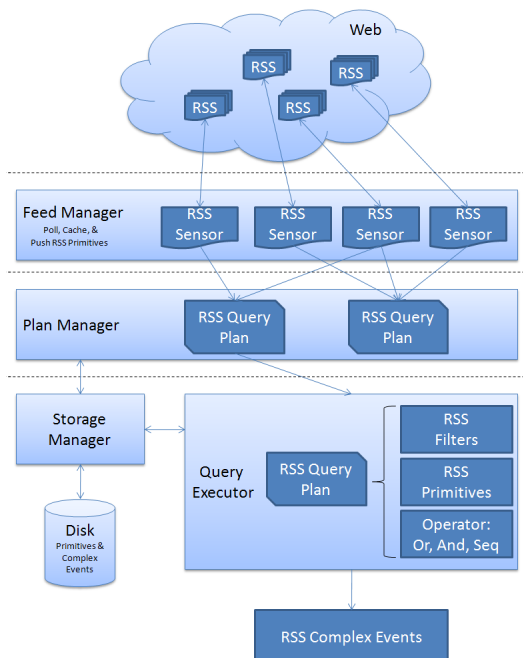 Web
RSS
RSS
RSS
RSS
Feed Manager
Poll, Cache, &
Push RSS Primitives
RSS
Sensor
RSS
Sensor
RSS
Sensor
RSS
Sensor
Plan Manager
RSS Query
Plan
RSS Query
Plan
Storage
Manager
Query
Executor
RSS Query
Plan
RSS
Filters
RSS
Primitives
Operator:
Or, And, Seq
Disk
Primitives &
Complex
Events
RSS Complex Events